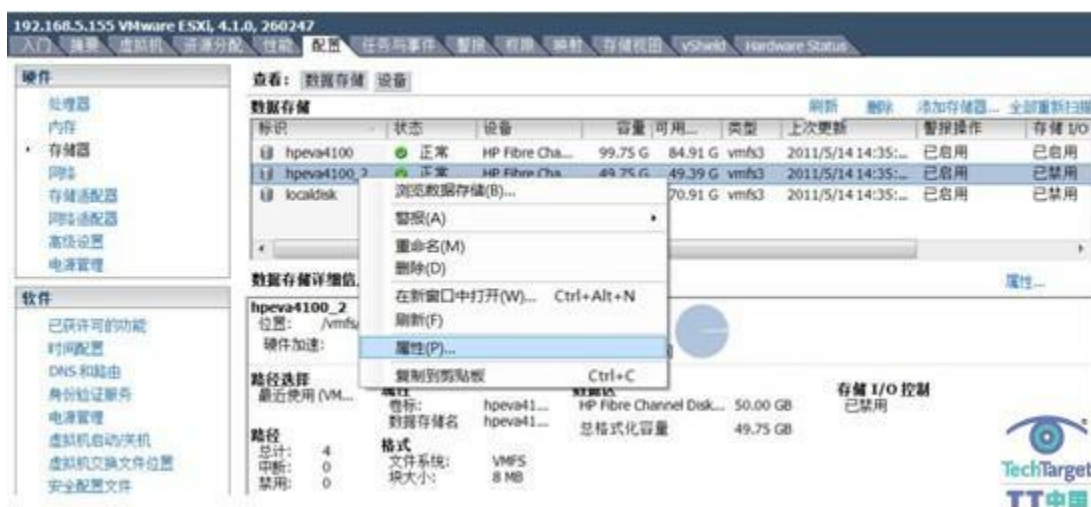 192.168.5.155 VMware ESXi, 4.1.0, 260247
入门 摘要 虚拟机 资源分配 性能 配置 任务与事件 警报 权限 映射 存储视图 vShield Hardware Status
硬件
处理器
内存
存储器
网络
存储适配器
网络适配器
高级设置
电源管理
软件
已获许可的功能
时间配置
DNS 和路由
身份验证服务
电源管理
虚拟机启动/关机
虚拟机交换文件位置
安全配置文件
查看: 数据存储 设备
数据存储 刷新 删除 添加存储器... 全部重新扫描
标识 状态 设备 容量 可用... 类型 上次更新 警报操作 存储 I/O
hpeva4100 正常 HP Fibre Cha... 99.75 G 84.91 G vmfs3 2011/5/14 14:35:... 已启用 已启用
hpeva4100_2 正常 HP Fibre Cha... 49.75 G 49.39 G vmfs3 2011/5/14 14:35:... 已启用 已禁用
localdisk 70.91 G vmfs3 2011/5/14 14:35:... 已启用 已禁用
浏览数据存储(B)...
警报(A)
重命名(M)
删除(D)
在新窗口中打开(W)... Ctrl+Alt+N
刷新(F)
属性(P)...
复制到剪贴板 Ctrl+C
数据存储详细信 属性...
hpeva4100_2
位置: /vmfs/
硬件加速:
路径选择
最近使用 (VM...
路径
总计: 4
中断: 0
禁用: 0
属性
卷标: hpeva41...
数据存储名 hpeva41...
格式
文件系统: VMFS
块大小: 8 MB
数据区
HP Fibre Channel Disk... 50.00 GB
总格式化容量 49.75 GB
存储 I/O 控制
已禁用
TechTarget
TT中国